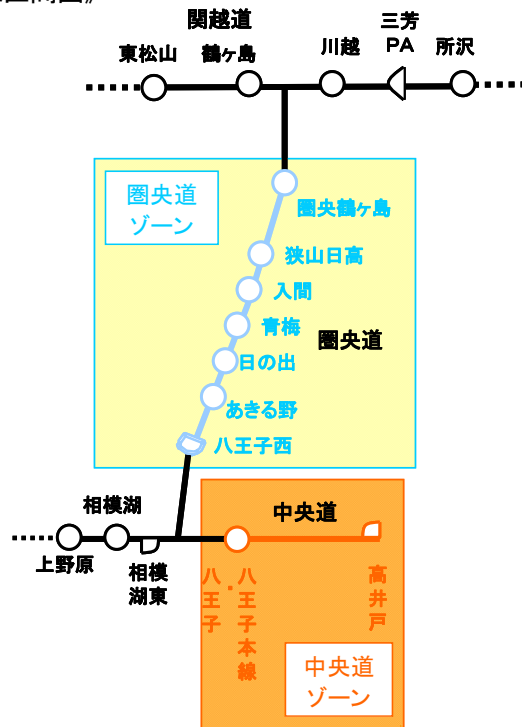 関越道
東松山
鶴ヶ島
川越
三芳
PA
所沢
圏央道
ゾーン
圏央鶴ヶ島
狭山日高
入間
青梅
圏央道
日の出
あきる野
八王子西
相模湖
中央道
上野原
相模
湖東
八王子・八王子本線
高井戸
中央道
ゾーン